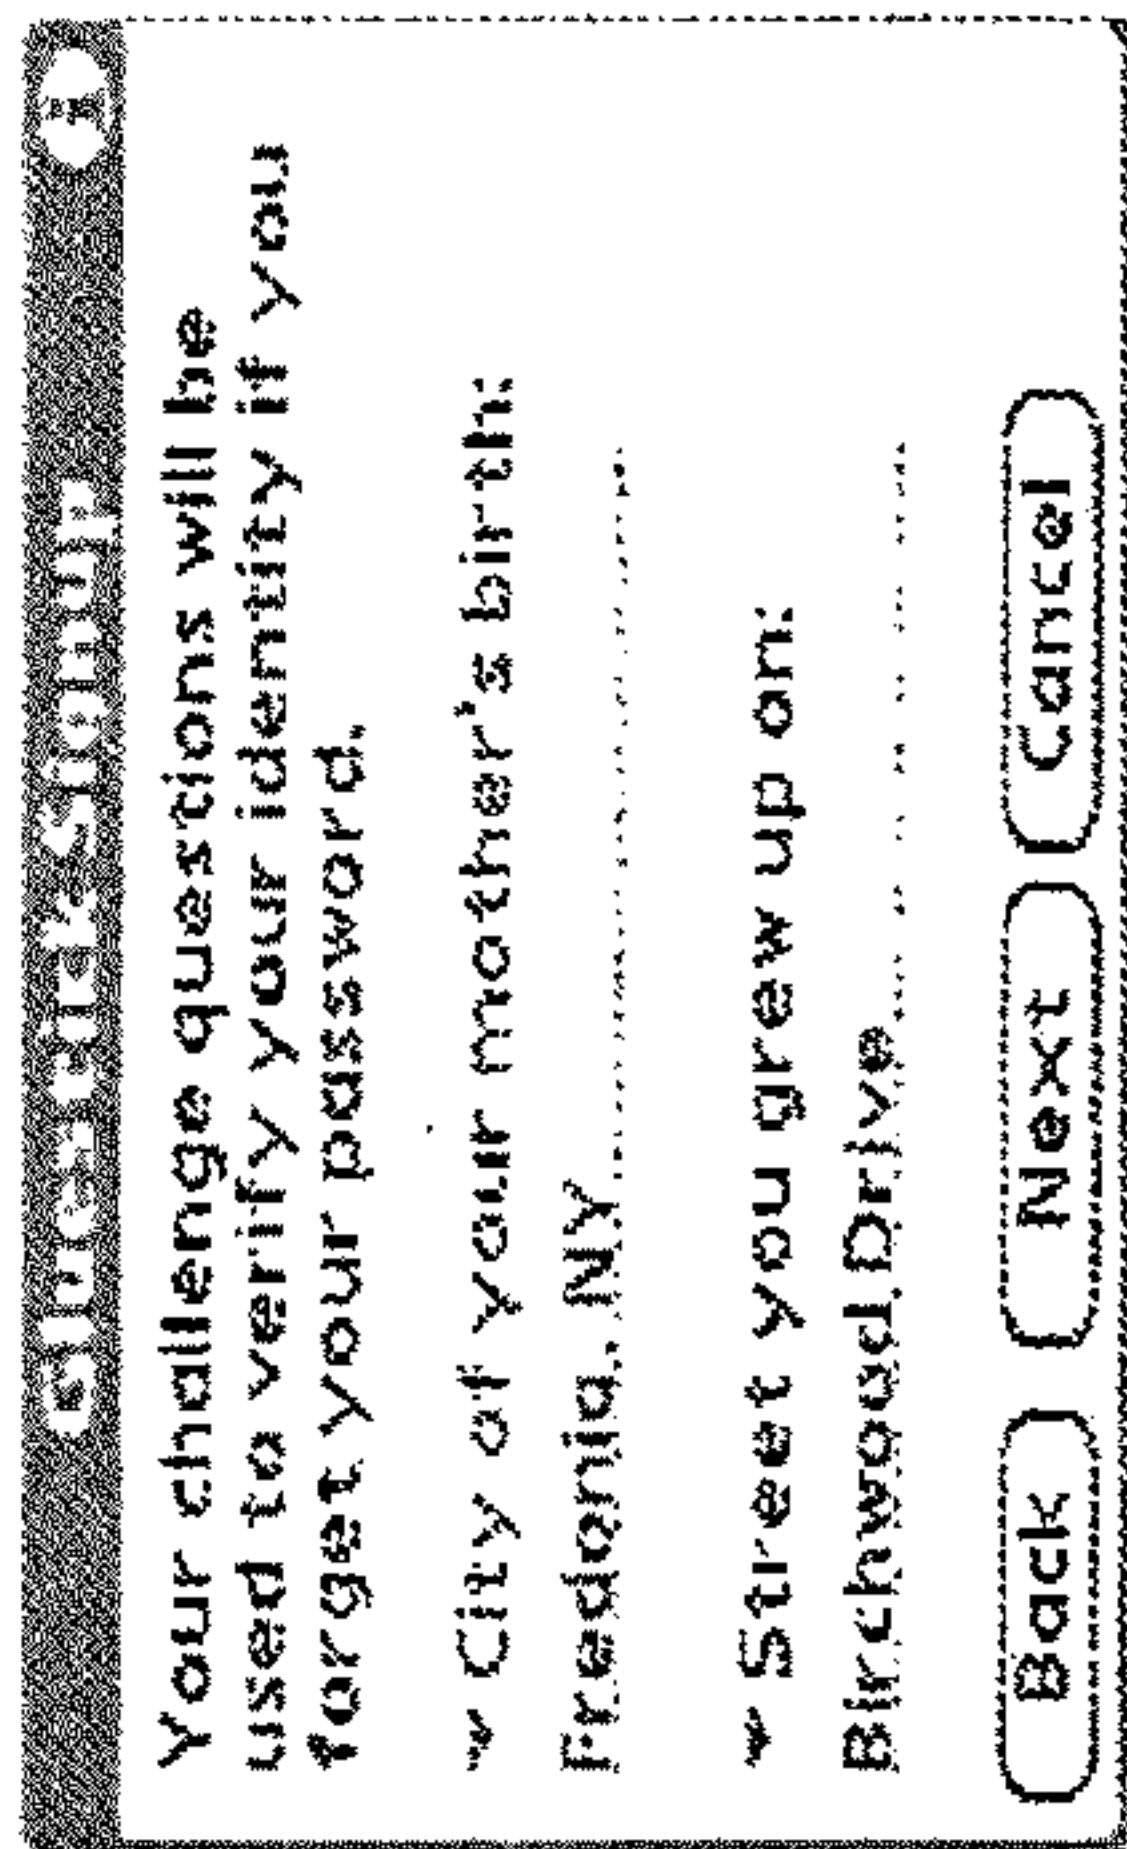 Your challenge questions will be
used to verify your identity if you
forget your password.
City of your mother's birth:
Fredonia, NY
Street you grew up on:
Birchwood Drive
Back Next Cancel